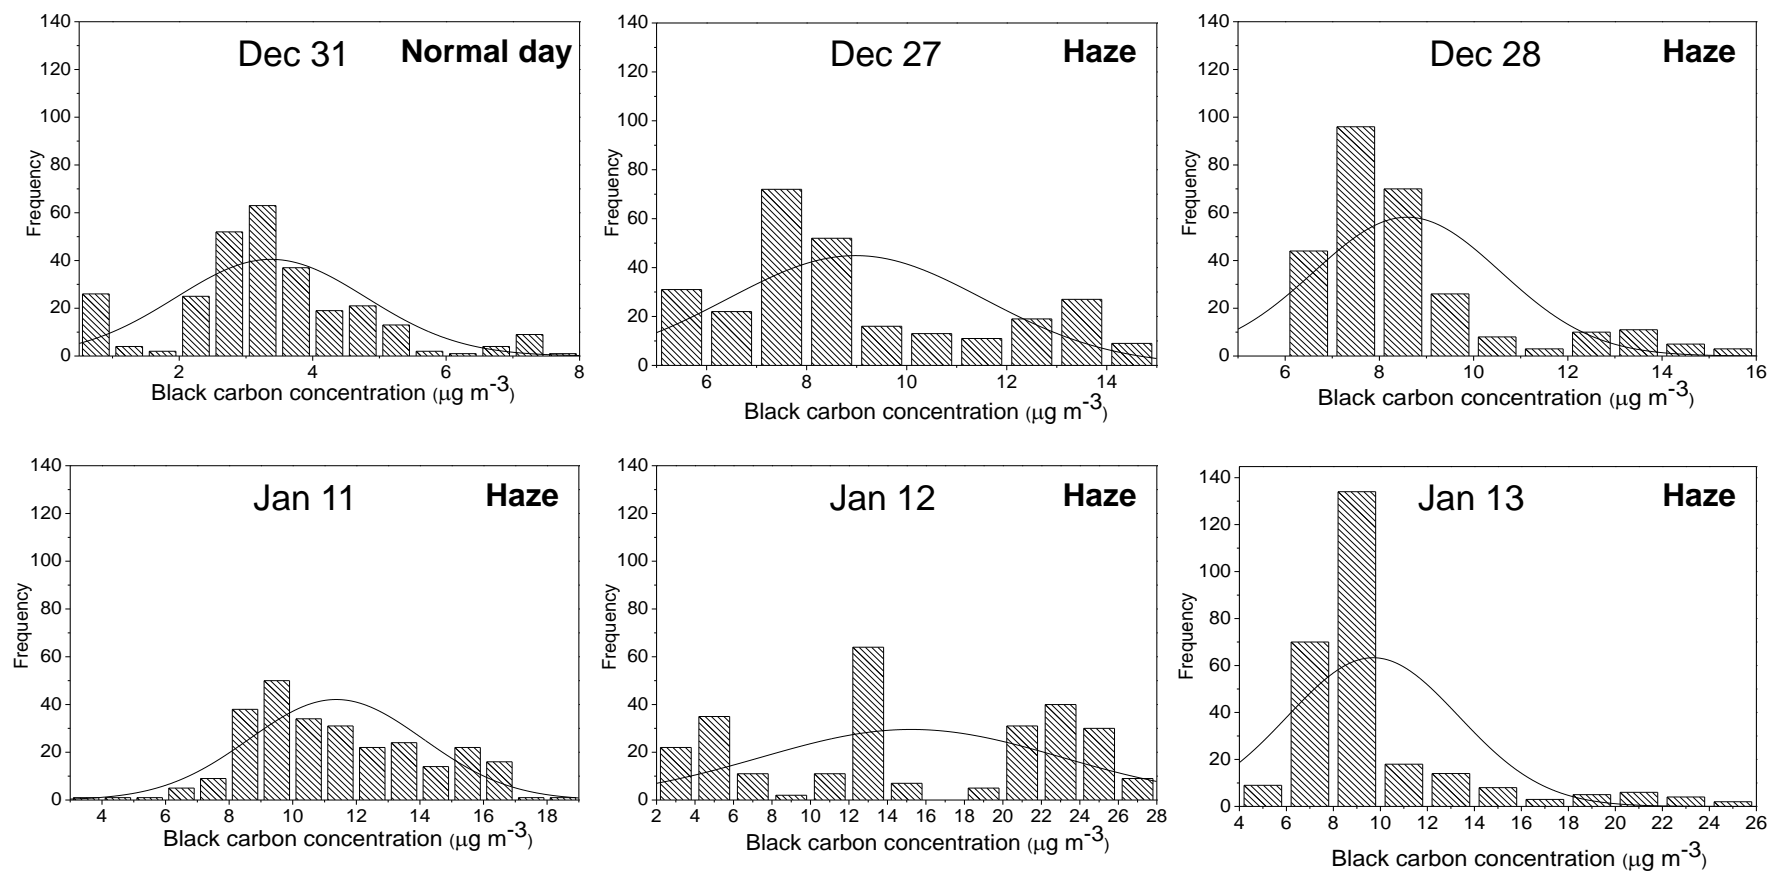 Dec 31 Normal day
140
120
100
80
60
40
20
0
Frequency
2 4 6 8
Black carbon concentration (μg m-3)
Dec 27 Haze
140
120
100
80
60
40
20
0
Frequency
6 8 10 12 14
Black carbon concentration (μg m-3)
Dec 28 Haze
140
120
100
80
60
40
20
0
Frequency
6 8 10 12 14 16
Black carbon concentration (μg m-3)
Jan 11 Haze
140
120
100
80
60
40
20
0
Frequency
4 6 8 10 12 14 16 18
Black carbon concentration (μg m-3)
Jan 12 Haze
140
120
100
80
60
40
20
0
Frequency
2 4 6 8 10 12 14 16 18 20 22 24 26 28
Black carbon concentration (μg m-3)
Jan 13 Haze
140
120
100
80
60
40
20
0
Frequency
4 6 8 10 12 14 16 18 20 22 24 26
Black carbon concentration (μg m-3)